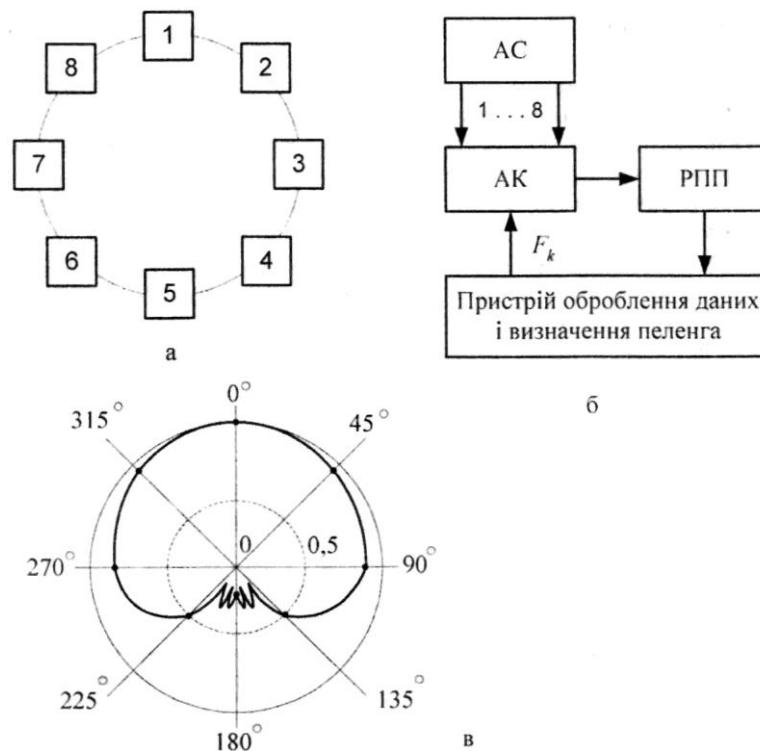 1
8
2
7
3
6
4
5
а
АС
1 . . . 8
АК
РПП
F_k
Пристрій оброблення даних
і визначення пеленга
б
0°
315°
45°
0
0,5
270°
90°
225°
135°
180°
в